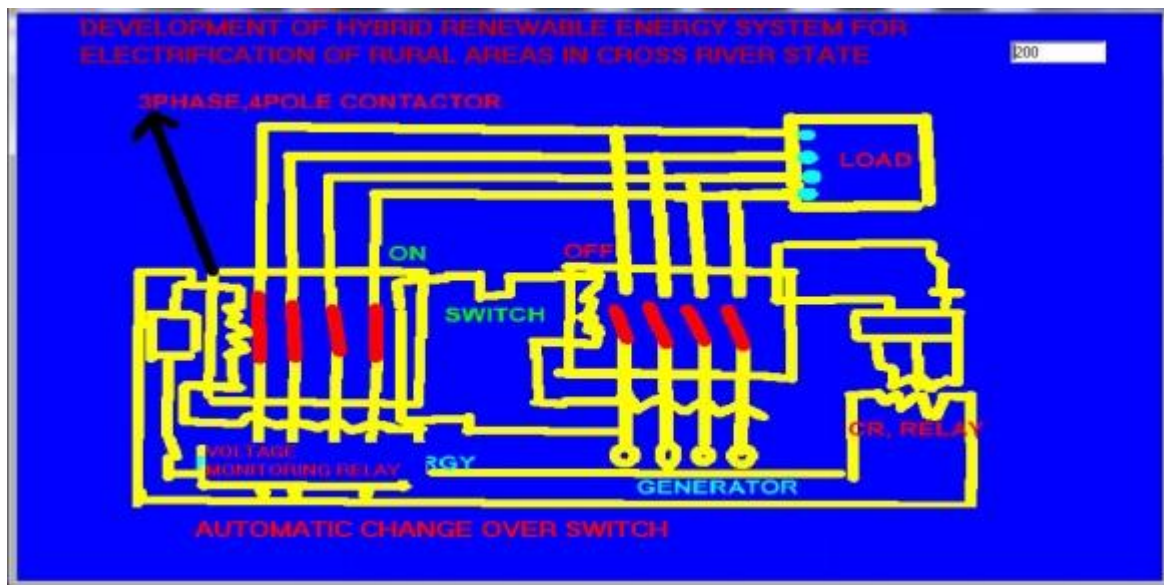 DEVELOPMENT OF HYBRID RENEWABLE ENERGY SYSTEM FOR
ELECTRIFICATION OF RURAL AREAS IN CROSS RIVER STATE
200
3PHASE,4POLE CONTACTOR
LOAD
ON
OFF
SWITCH
CR, RELAY
VOLTAGE
MONITORING RELAY
RGY
GENERATOR
AUTOMATIC CHANGE OVER SWITCH